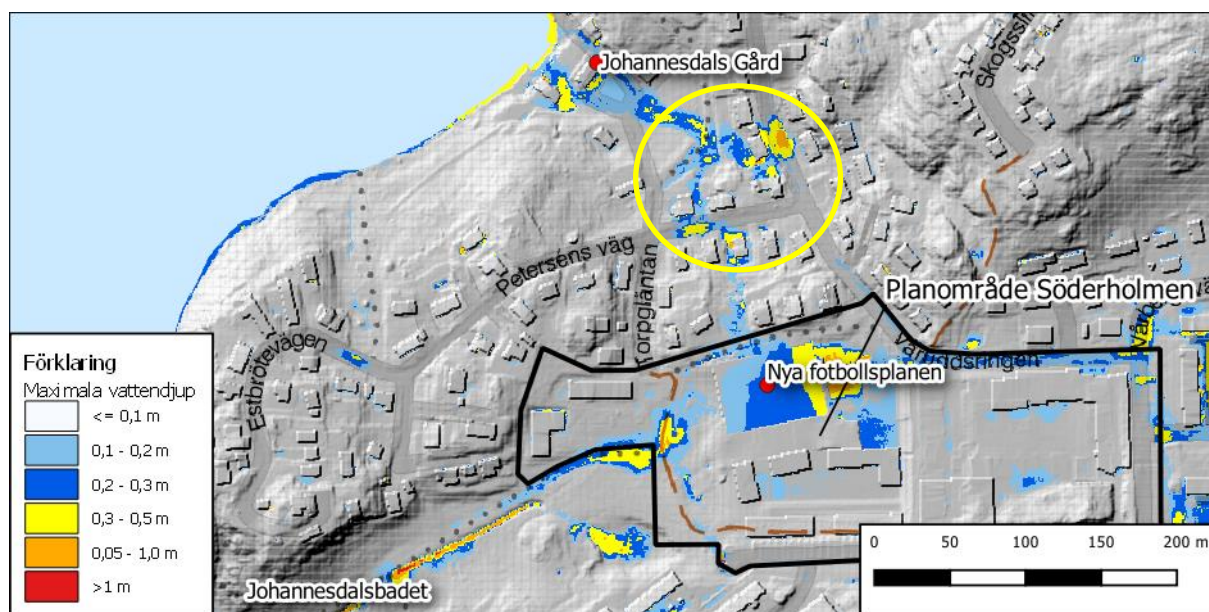 Johannesdals Gård
Skogssl
Petersens väg
Torpgläntan
Estbrötevägen
Planområde Söderholmen
Vårfrudsringen
Nya fotbollsplanen
Johannesdalsbadet
Förklaring
Maximala vattendjup
<= 0,1 m
0,1 - 0,2 m
0,2 - 0,3 m
0,3 - 0,5 m
0,05 - 1,0 m
>1 m
0 50 100 150 200 m